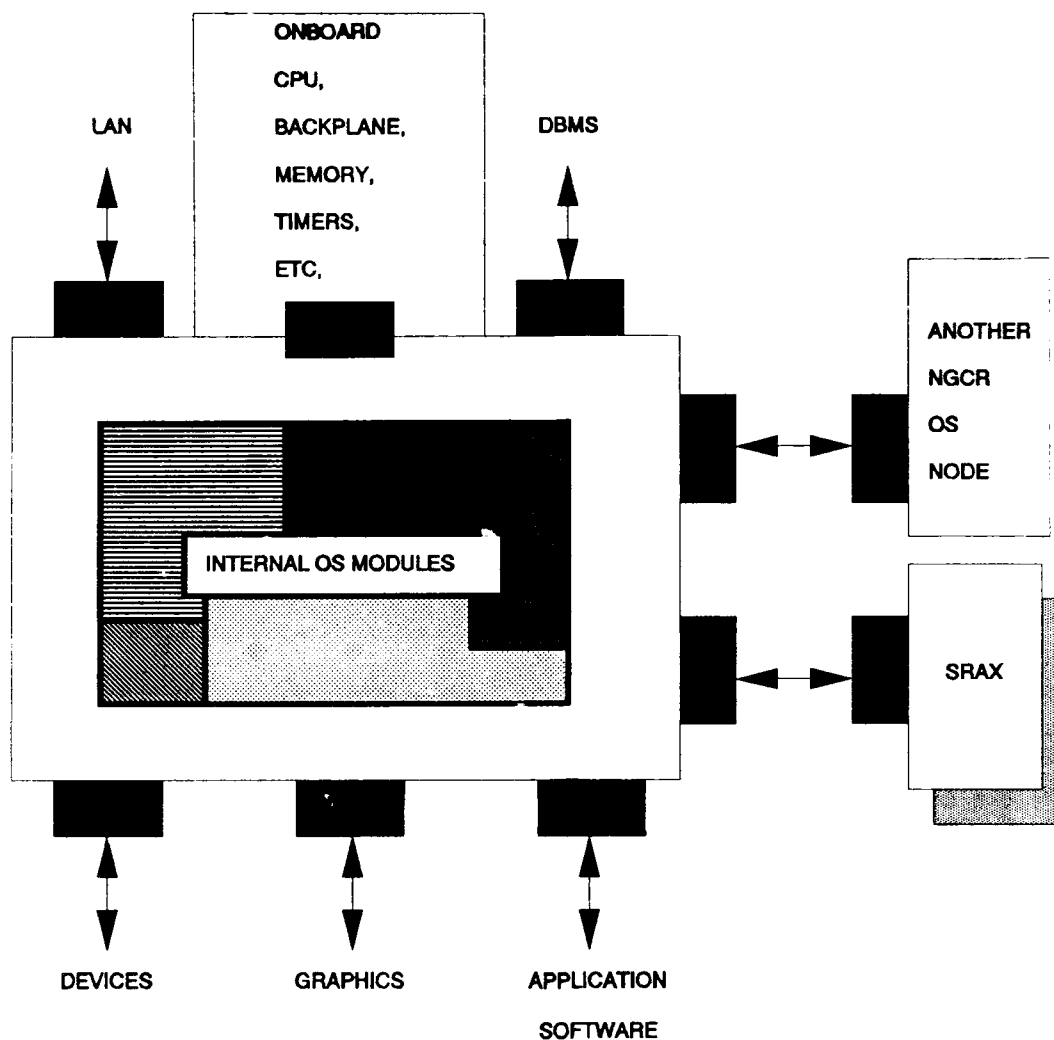 ONBOARD
CPU,
BACKPLANE,
MEMORY,
TIMERS,
ETC,
LAN
DBMS
ANOTHER
NGCR
OS
NODE
INTERNAL OS MODULES
SRAX
DEVICES
GRAPHICS
APPLICATION
SOFTWARE